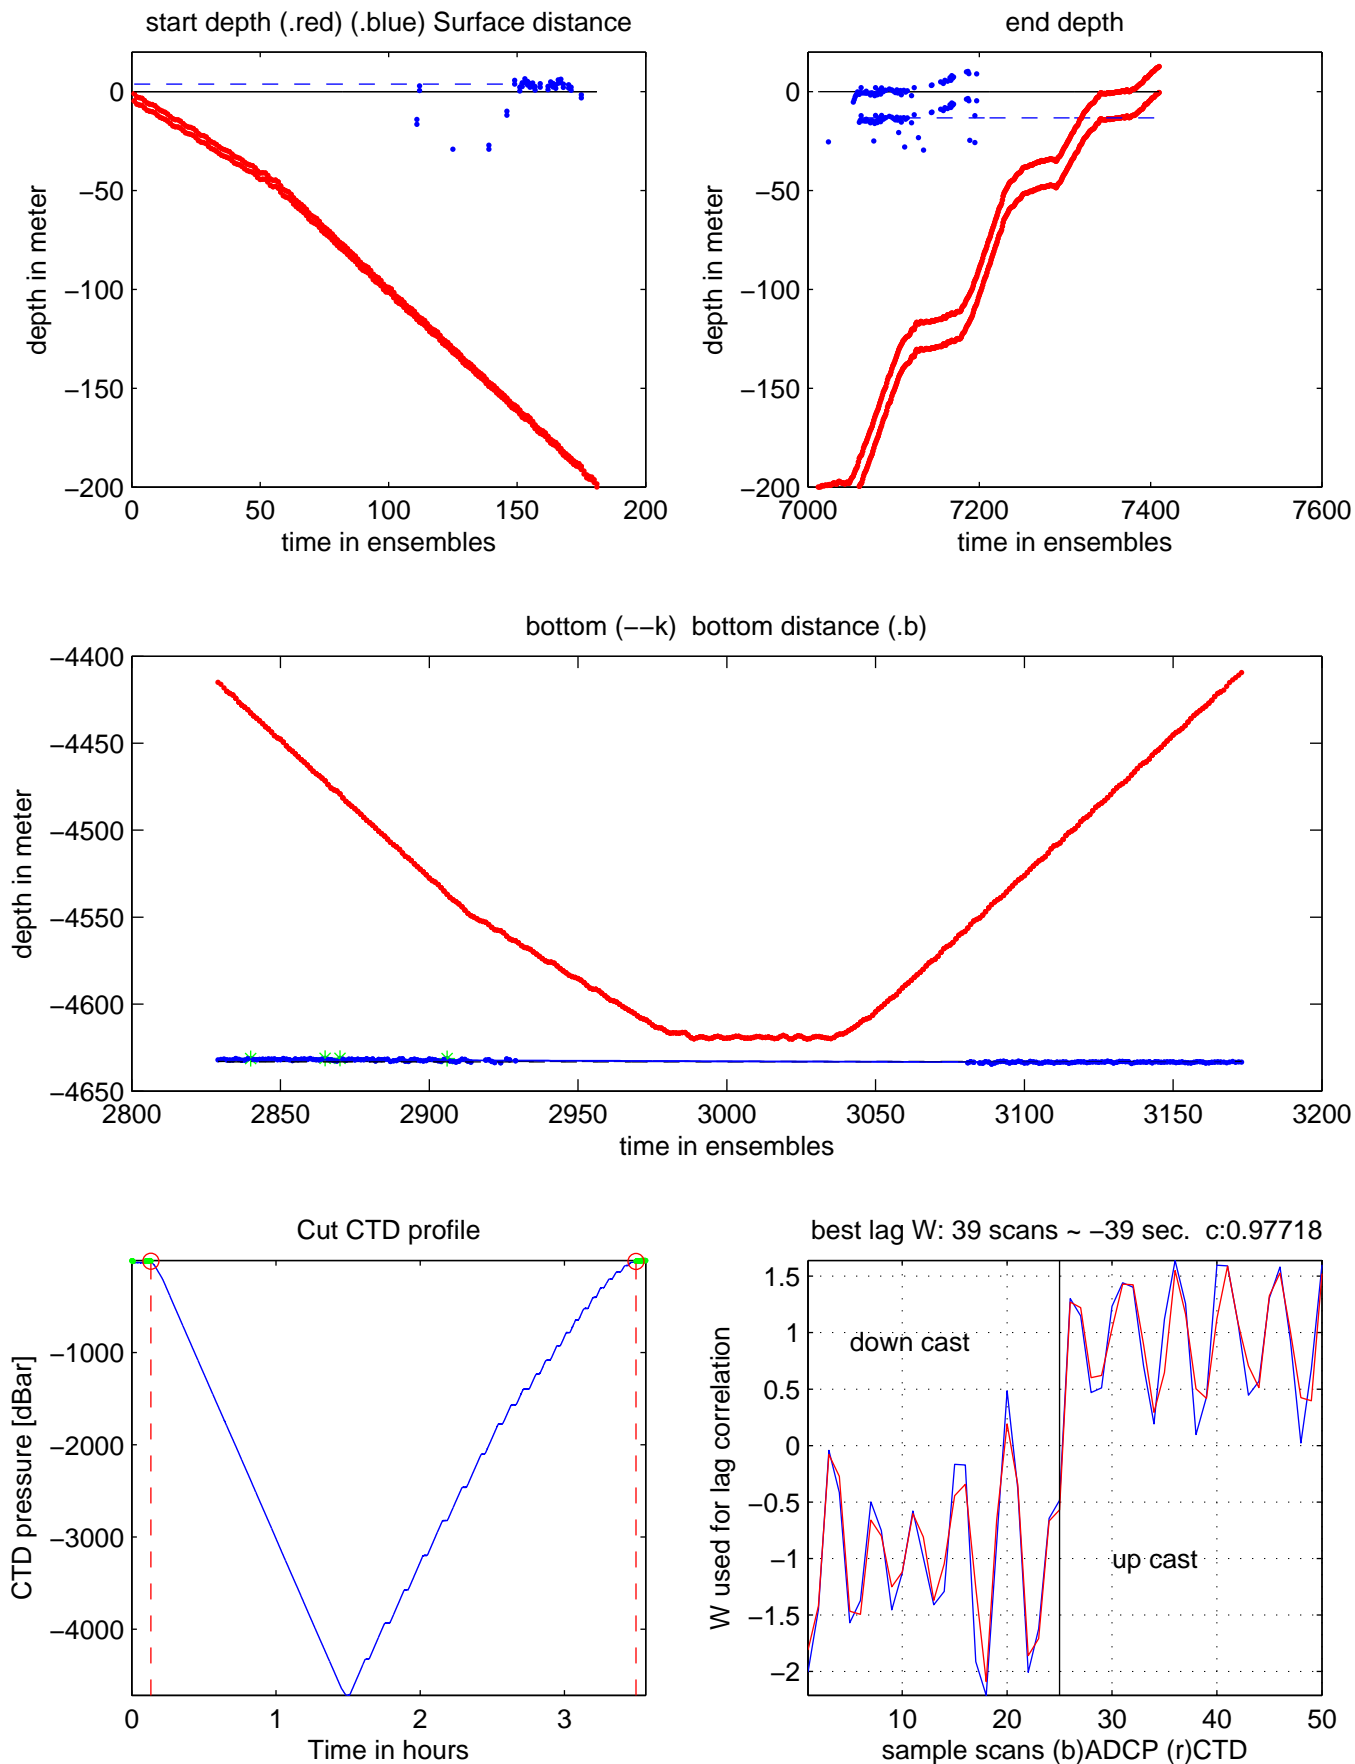 start depth (.red) (.blue) Surface distance
0
−50
−100
−150
−200
depth in meter
0 50 100 150 200
time in ensembles
end depth
0
−50
−100
−150
−200
depth in meter
7000 7200 7400 7600
time in ensembles
bottom (−−k) bottom distance (.b)
−4400
−4450
−4500
−4550
−4600
−4650
depth in meter
2800 2850 2900 2950 3000 3050 3100 3150 3200
time in ensembles
Cut CTD profile
−1000
−2000
−3000
−4000
CTD pressure [dBar]
0 1 2 3
Time in hours
best lag W: 39 scans ~ −39 sec. c:0.97718
1.5
1
0.5
0
−0.5
−1
−1.5
−2
W used for lag correlation
down cast
up cast
10 20 30 40 50
sample scans (b)ADCP (r)CTD